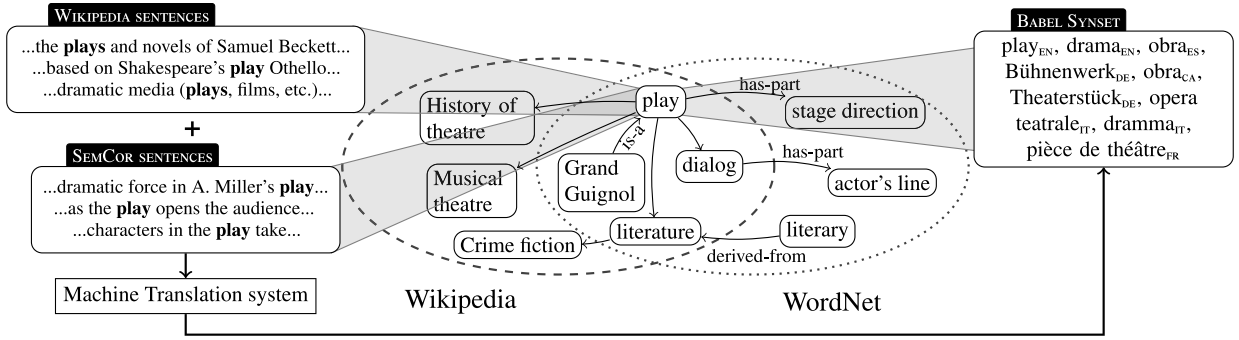 WIKIPEDIA SENTENCES
...the plays and novels of Samuel Beckett...
...based on Shakespeare's play Othello...
...dramatic media (plays, films, etc.)...
+
SEMCOR SENTENCES
...dramatic force in A. Miller's play...
...as the play opens the audience...
...characters in the play take...
Machine Translation system
play
has-part
stage direction
History of
theatre
is-a
Musical
theatre
Grand
Guignol
dialog
has-part
actor's line
literature
literary
derived-from
Crime fiction
Wikipedia
WordNet
BABEL SYNSET
playEN, dramaEN, obraES,
BühnenwerkDE, obraCA,
TheaterstückDE, opera
teatraleIT, drammaIT,
pièce de théâtreFR